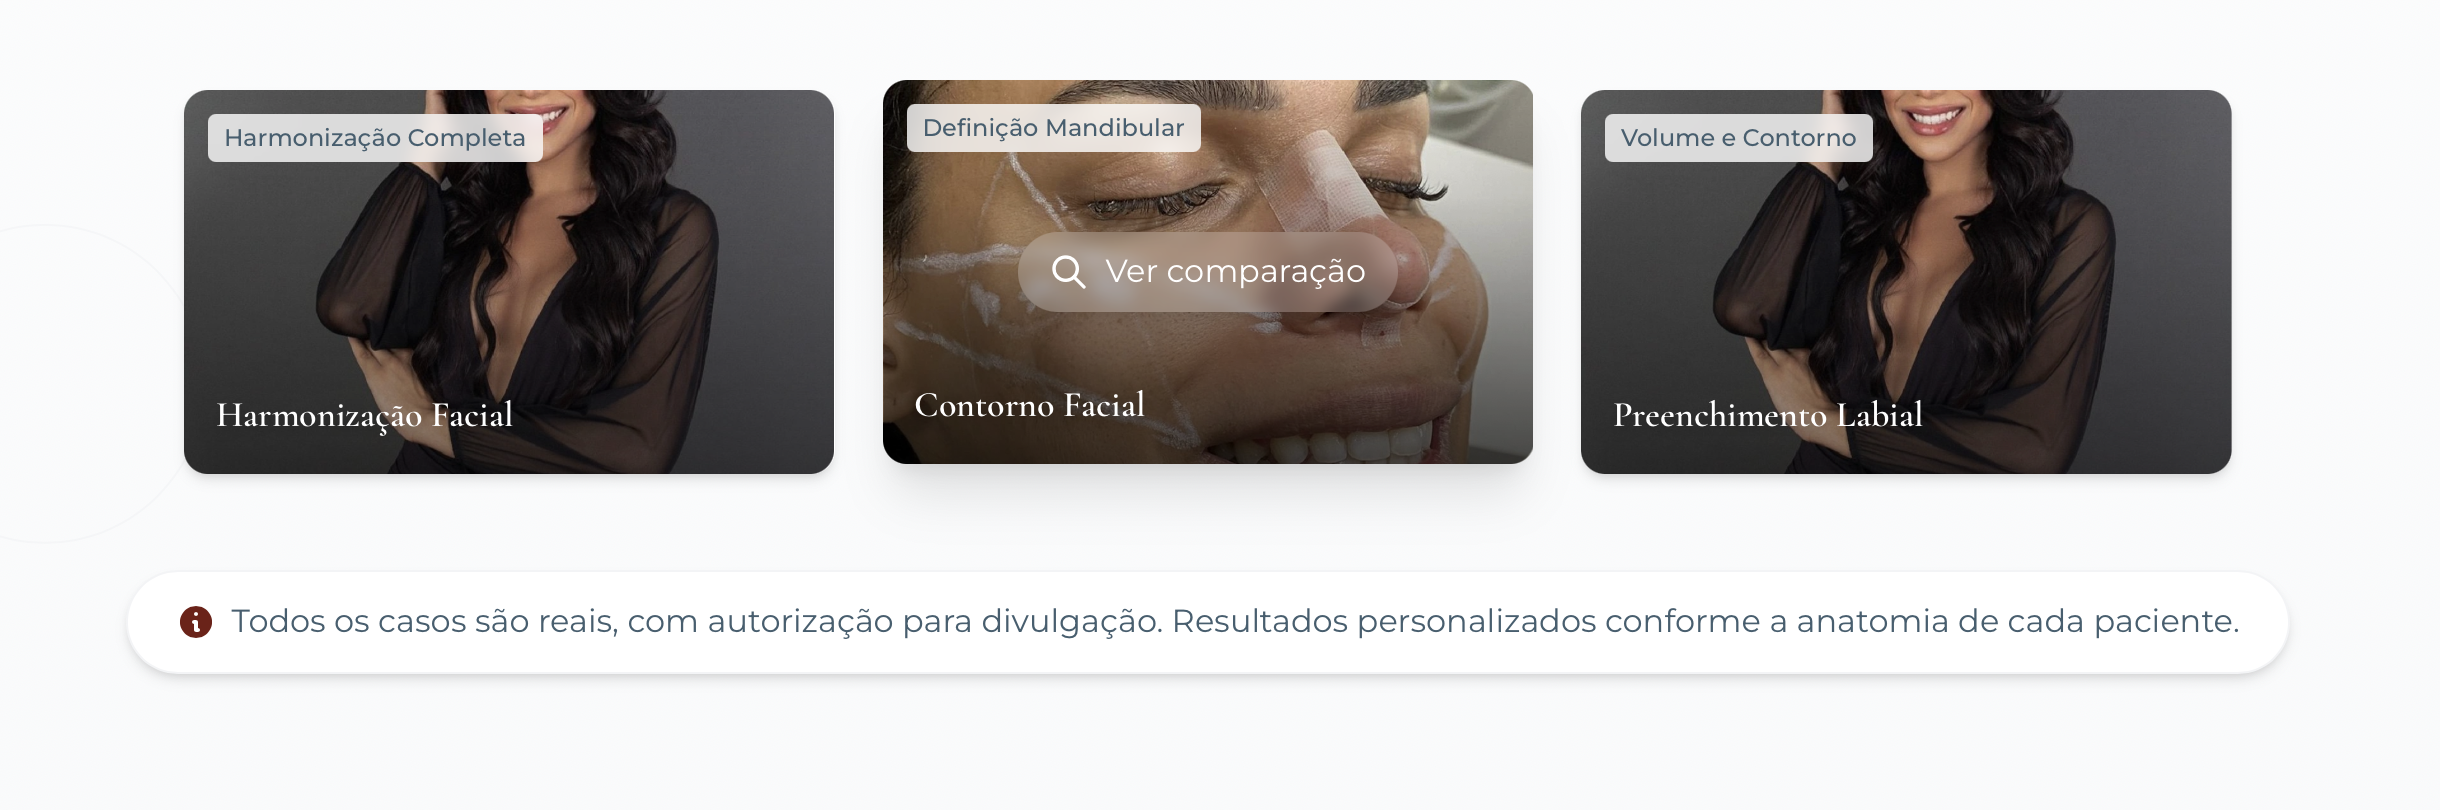 Harmonização Completa
Harmonização Facial
Definição Mandibular
Ver comparação
Contorno Facial
Volume e Contorno
Preenchimento Labial
Todos os casos são reais, com autorização para divulgação. Resultados personalizados conforme a anatomia de cada paciente.